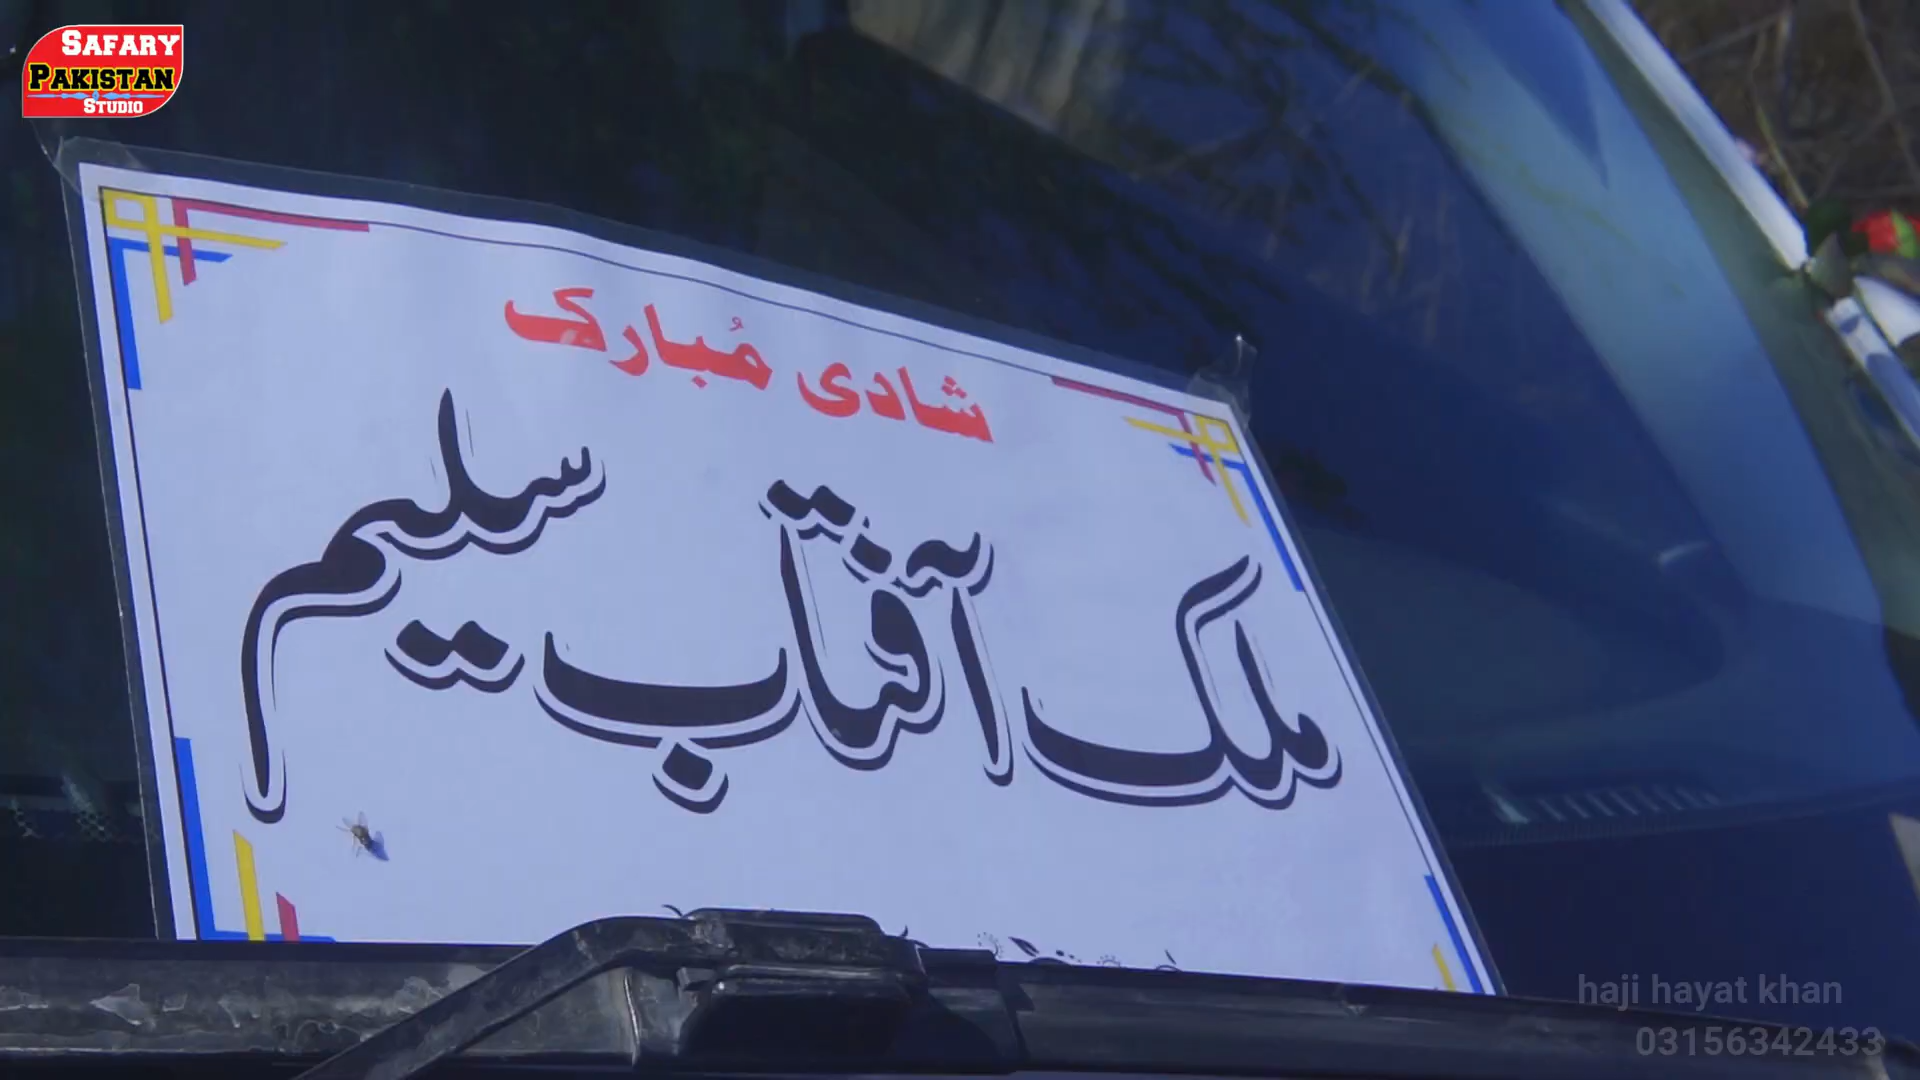 SAFARY
PAKISTAN
STUDIO
شادی مُبارک
ملک آفتاب سلیم
haji hayat khan
03156342433